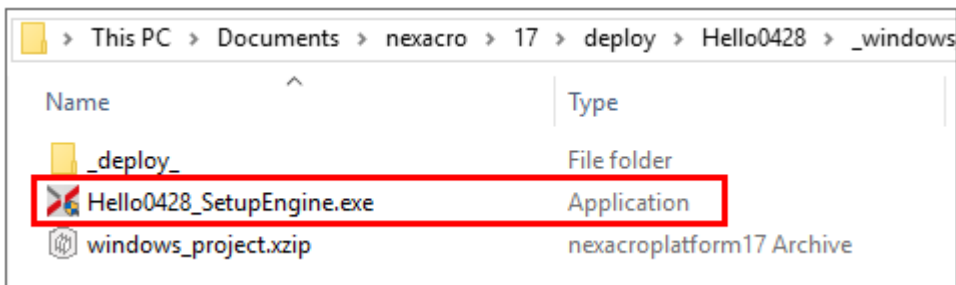 This PC > Documents > nexacro > 17 > deploy > Hello0428 > _windows
Name Type
_deploy_ File folder
Hello0428_SetupEngine.exe Application
windows_project.xzip nexacroplatform17 Archive